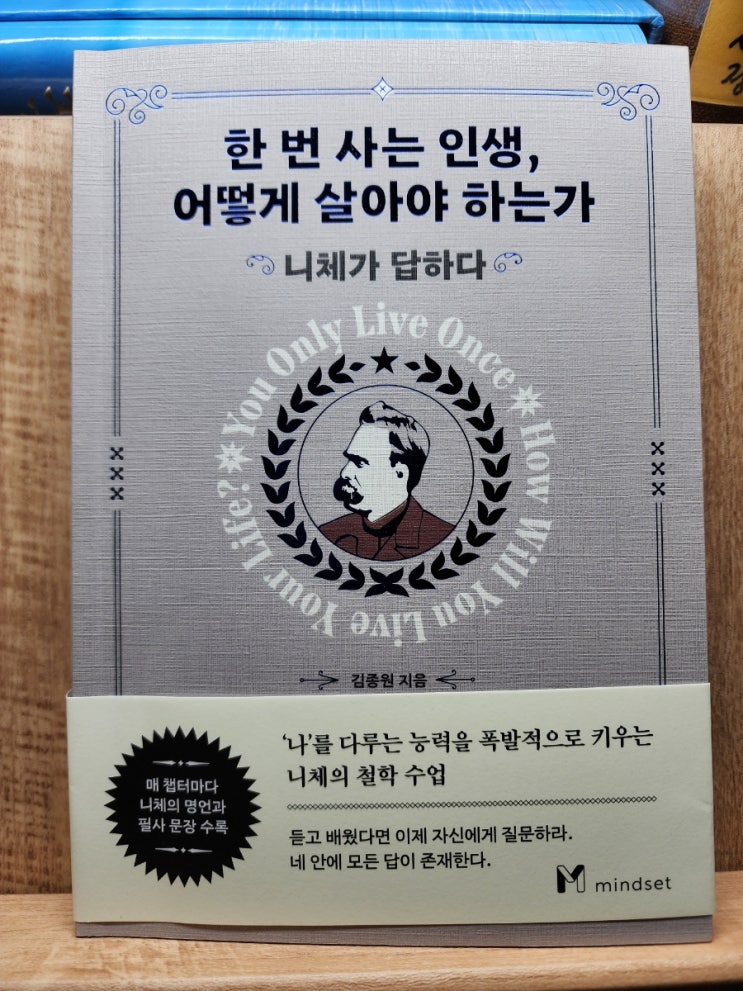 한 번 사는 인생,
어떻게 살아야 하는가
니체가 답하다
You Only Live Once
How Will You Live Your Life?
김종원 지음
매 챕터마다
니체의 명언과
필사 문장 수록
‘나’를 다루는 능력을 폭발적으로 키우는
니체의 철학 수업
듣고 배웠다면 이제 자신에게 질문하라.
네 안에 모든 답이 존재한다.
M mindset